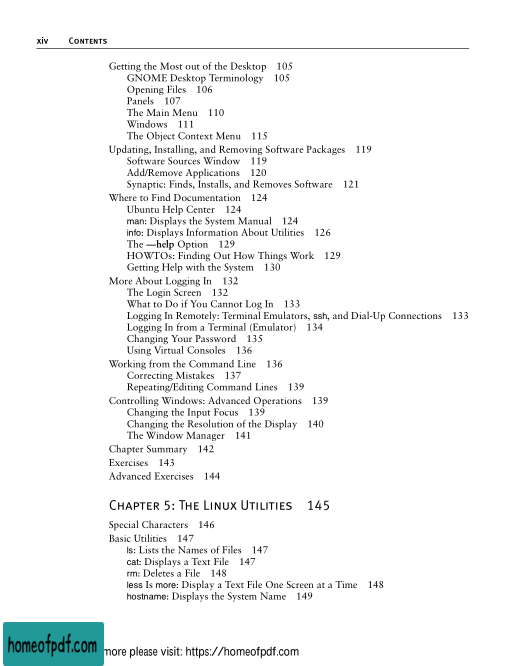 xiv Contents
Getting the Most out of the Desktop 105
GNOME Desktop Terminology 105
Opening Files 106
Panels 107
The Main Menu 110
Windows 111
The Object Context Menu 115
Updating, Installing, and Removing Software Packages 119
Software Sources Window 119
Add/Remove Applications 120
Synaptic: Finds, Installs, and Removes Software 121
Where to Find Documentation 124
Ubuntu Help Center 124
man: Displays the System Manual 124
info: Displays Information About Utilities 126
The ––help Option 129
HOWTOs: Finding Out How Things Work 129
Getting Help with the System 130
More About Logging In 132
The Login Screen 132
What to Do if You Cannot Log In 133
Logging In Remotely: Terminal Emulators, ssh, and Dial-Up Connections 133
Logging In from a Terminal (Emulator) 134
Changing Your Password 135
Using Virtual Consoles 136
Working from the Command Line 136
Correcting Mistakes 137
Repeating/Editing Command Lines 139
Controlling Windows: Advanced Operations 139
Changing the Input Focus 139
Changing the Resolution of the Display 140
The Window Manager 141
Chapter Summary 142
Exercises 143
Advanced Exercises 144
Chapter 5: The Linux Utilities 145
Special Characters 146
Basic Utilities 147
ls: Lists the Names of Files 147
cat: Displays a Text File 147
rm: Deletes a File 148
less Is more: Display a Text File One Screen at a Time 148
hostname: Displays the System Name 149
homeofpdf.com more please visit: https://homeofpdf.com